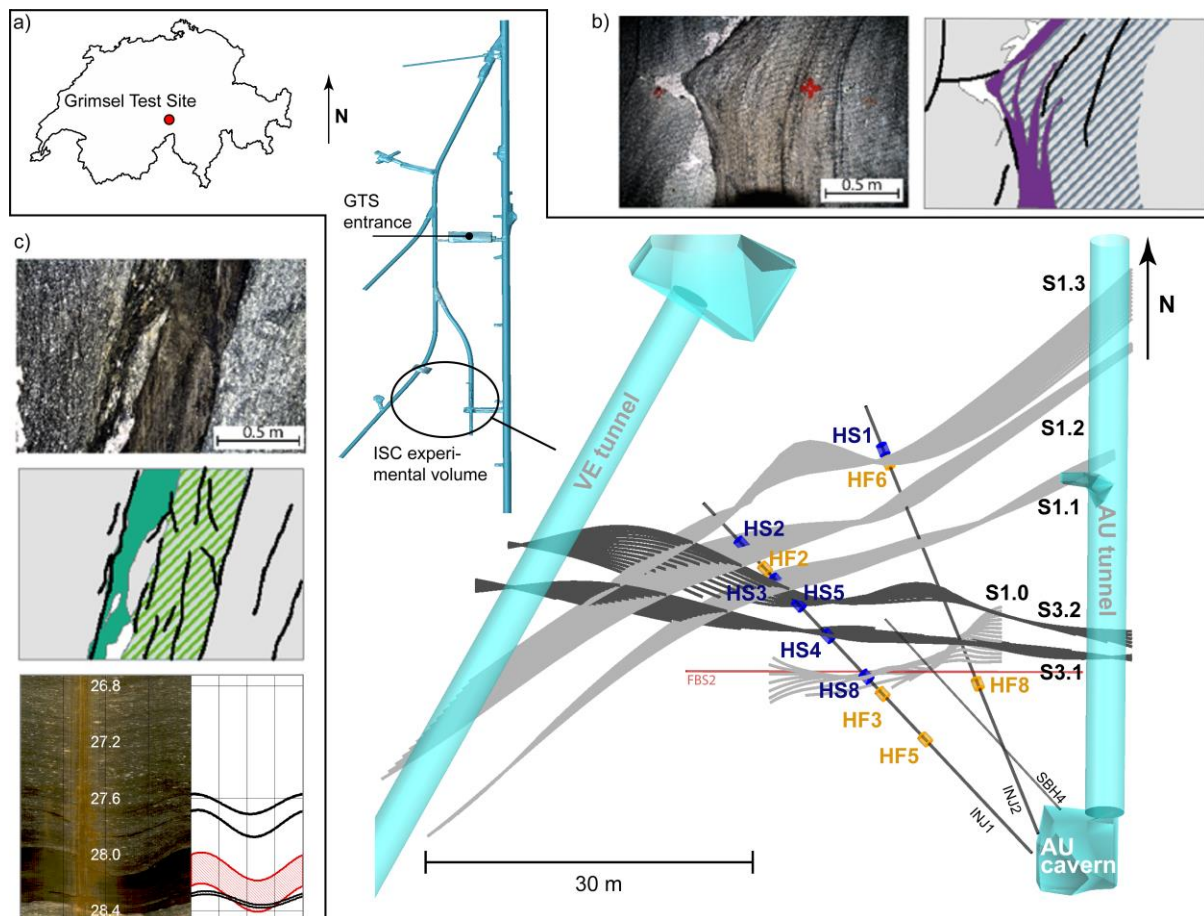 a)
Grimsel Test Site
N
GTS
entrance
ISC experi-
mental volume
b)
0.5 m
c)
0.5 m
26.8
27.2
27.6
28.0
28.4
N
VE tunnel
AU tunnel
S1.3
S1.2
S1.1
S1.0
S3.2
S3.1
HS1
HF6
HS2
HF2
HS3
HS5
HS4
HS8
HF3
HF5
HF8
FBS2
SBH4
INJ2
INJ1
AU
cavern
30 m